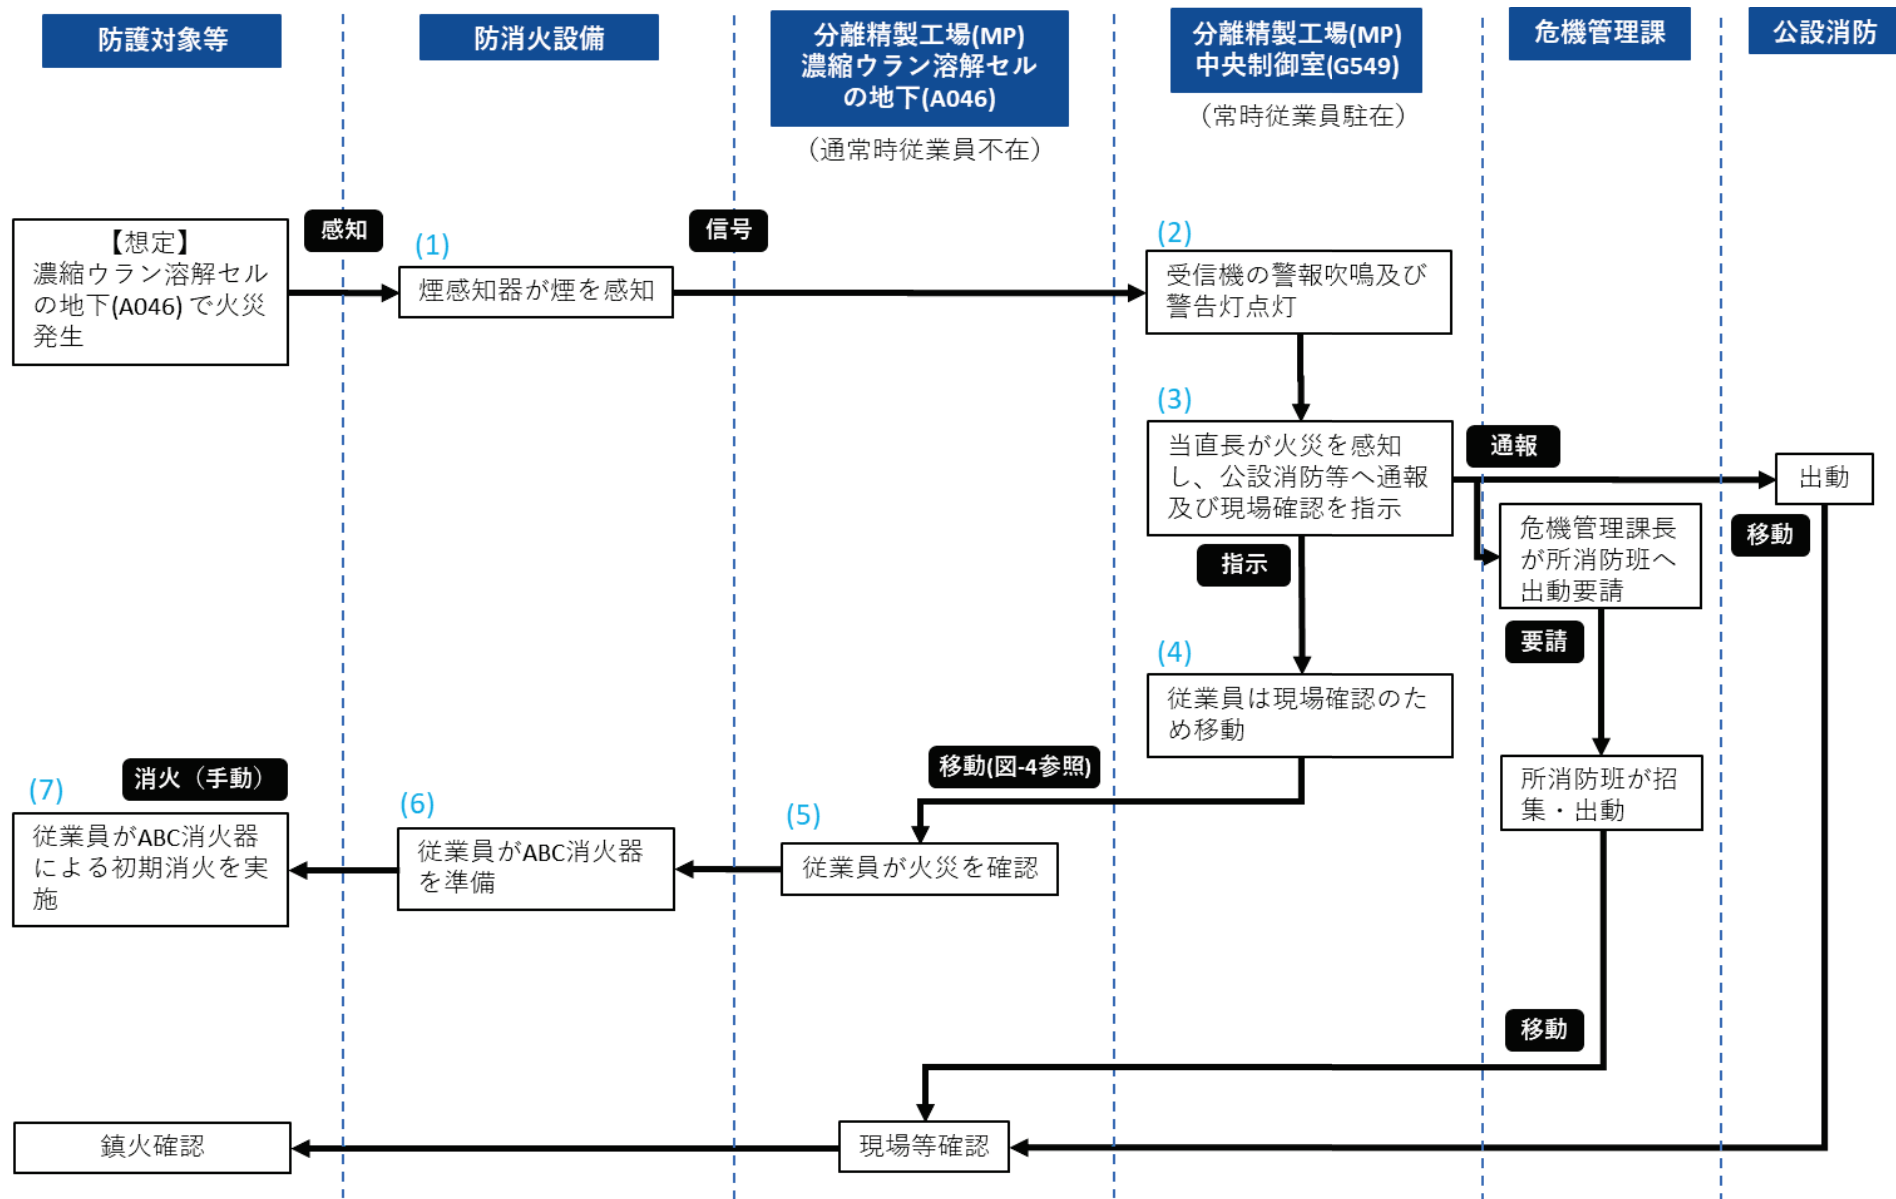 防護対象等
防消火設備
分離精製工場(MP)
濃縮ウラン溶解セル
の地下(A046)
（通常時従業員不在）
分離精製工場(MP)
中央制御室(G549)
（常時従業員駐在）
危機管理課
公設消防
【想定】
濃縮ウラン溶解セル
の地下(A046) で火災
発生
感知
(1)
煙感知器が煙を感知
信号
(2)
受信機の警報吹鳴及び
警告灯点灯
(3)
当直長が火災を感知
し、公設消防等へ通報
及び現場確認を指示
通報
出動
移動
危機管理課長
が所消防班へ
出動要請
指示
要請
(4)
従業員は現場確認のた
め移動
所消防班が招
集・出動
移動(図-4参照)
(5)
従業員が火災を確認
(6)
従業員がABC消火器
を準備
消火（手動）
(7)
従業員がABC消火器
による初期消火を実
施
移動
現場等確認
鎮火確認